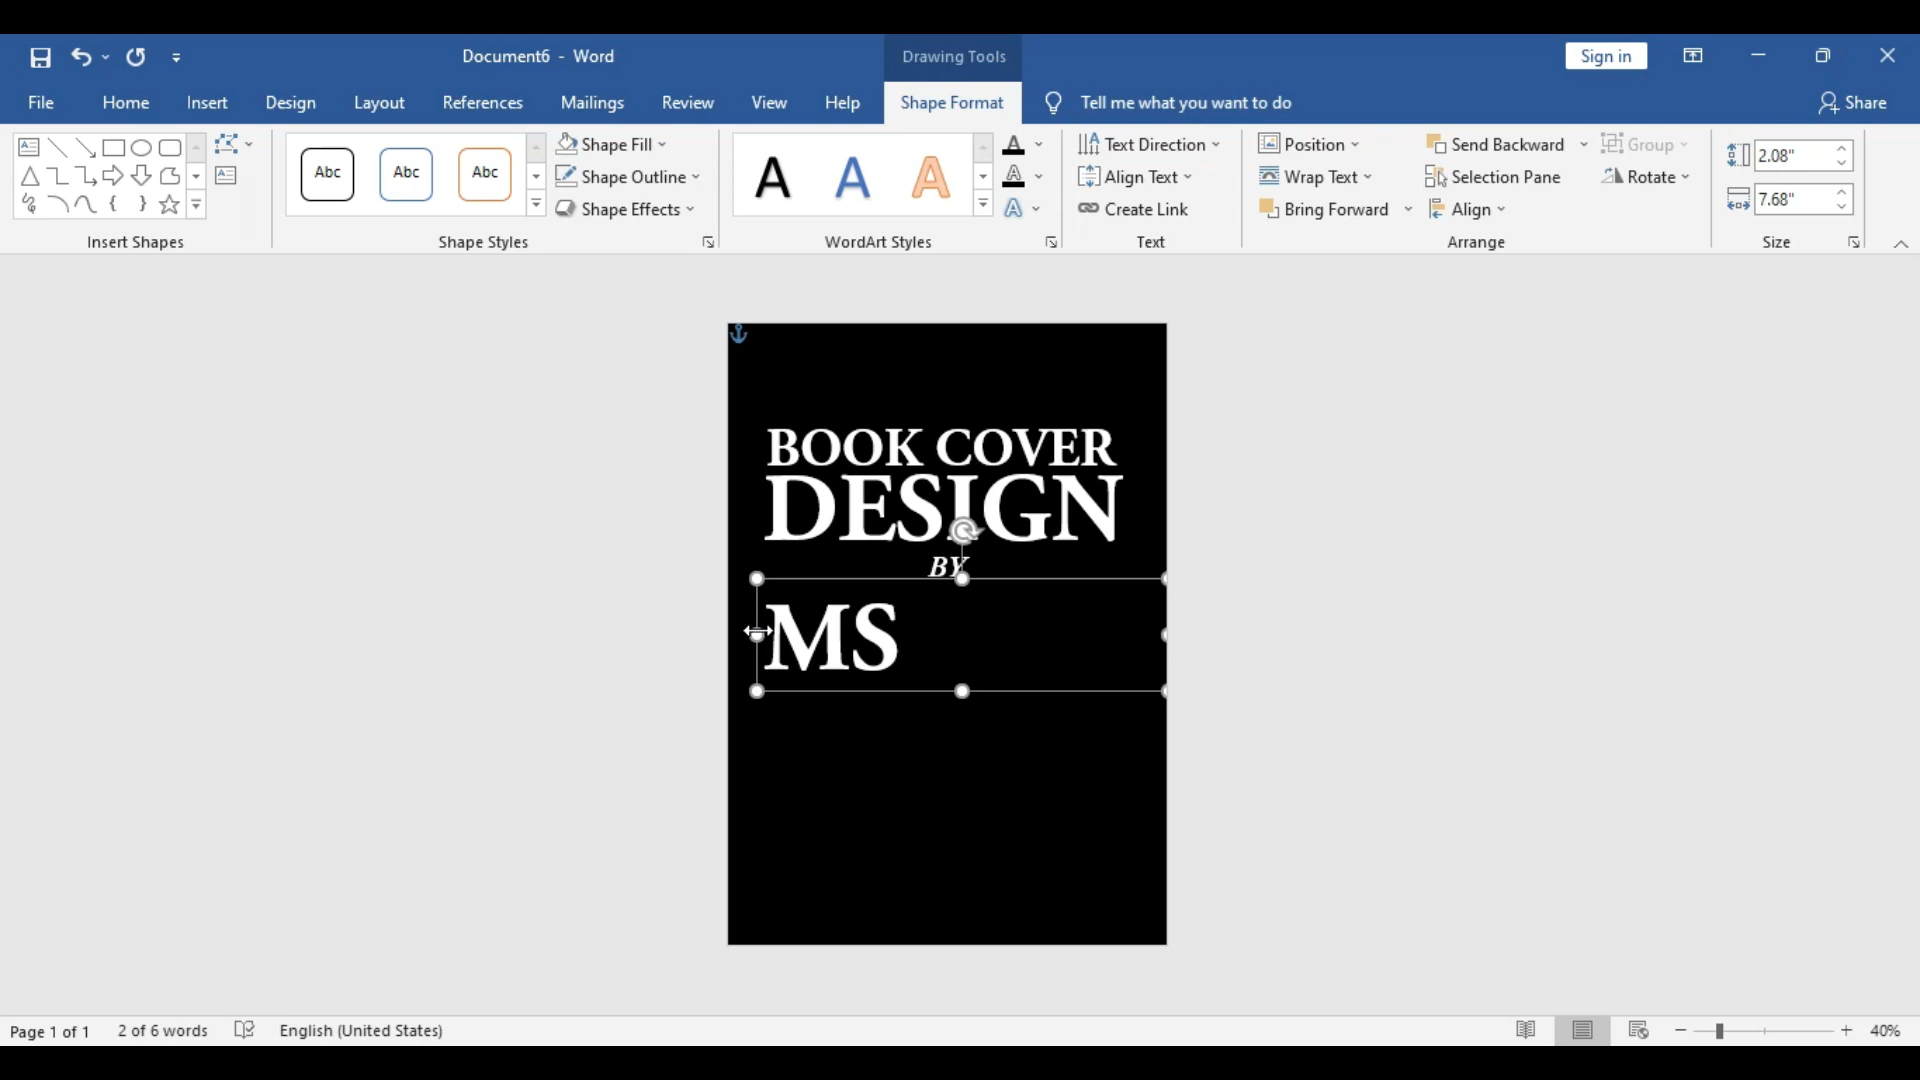 Document6 - Word
Drawing Tools
Sign in
File
Home
Insert
Design
Layout
References
Mailings
Review
View
Help
Shape Format
Tell me what you want to do
Share
Insert Shapes
Abc
Abc
Abc
Shape Fill
Shape Outline
Shape Effects
Shape Styles
A
A
A
WordArt Styles
A
A
A
Text Direction
Align Text
Create Link
Text
Position
Wrap Text
Bring Forward
Send Backward
Selection Pane
Align
Group
Rotate
Arrange
2.08"
7.68"
Size
BOOK COVER
DESIGN
BY
MS
Page 1 of 1
2 of 6 words
English (United States)
40%